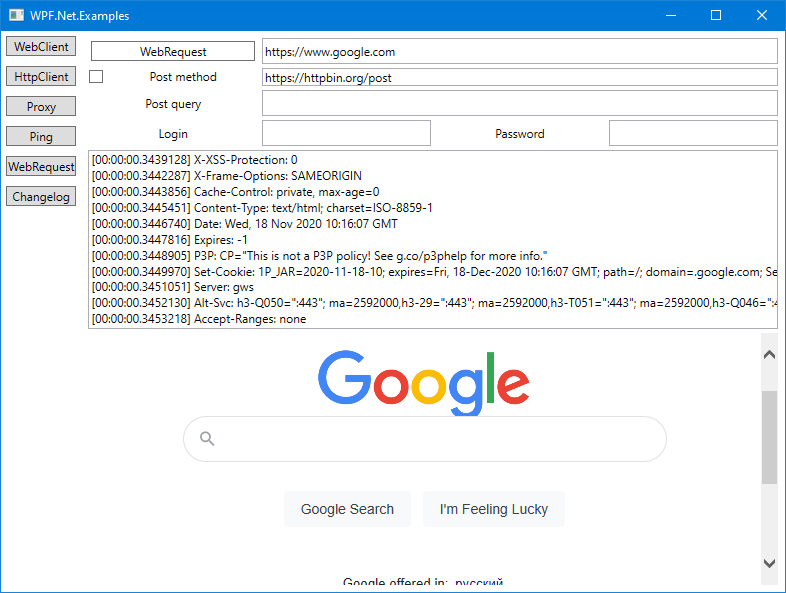 WPF.Net.Examples
WebClient
HttpClient
Proxy
Ping
WebRequest
Changelog
WebRequest https://www.google.com
Post method https://httpbin.org/post
Post query
Login Password
[00:00:00.3439128] X-XSS-Protection: 0
[00:00:00.3442287] X-Frame-Options: SAMEORIGIN
[00:00:00.3443856] Cache-Control: private, max-age=0
[00:00:00.3445451] Content-Type: text/html; charset=ISO-8859-1
[00:00:00.3446740] Date: Wed, 18 Nov 2020 10:16:07 GMT
[00:00:00.3447816] Expires: -1
[00:00:00.3448905] P3P: CP="This is not a P3P policy! See g.co/p3phelp for more info."
[00:00:00.3449970] Set-Cookie: 1P_JAR=2020-11-18-10; expires=Fri, 18-Dec-2020 10:16:07 GMT; path=/; domain=.google.com; Se
[00:00:00.3451051] Server: gws
[00:00:00.3452130] Alt-Svc: h3-Q050=":443"; ma=2592000,h3-29=":443"; ma=2592000,h3-T051=":443"; ma=2592000,h3-Q046=":4
[00:00:00.3453218] Accept-Ranges: none
Google
Google Search I'm Feeling Lucky
Google offered in: русский